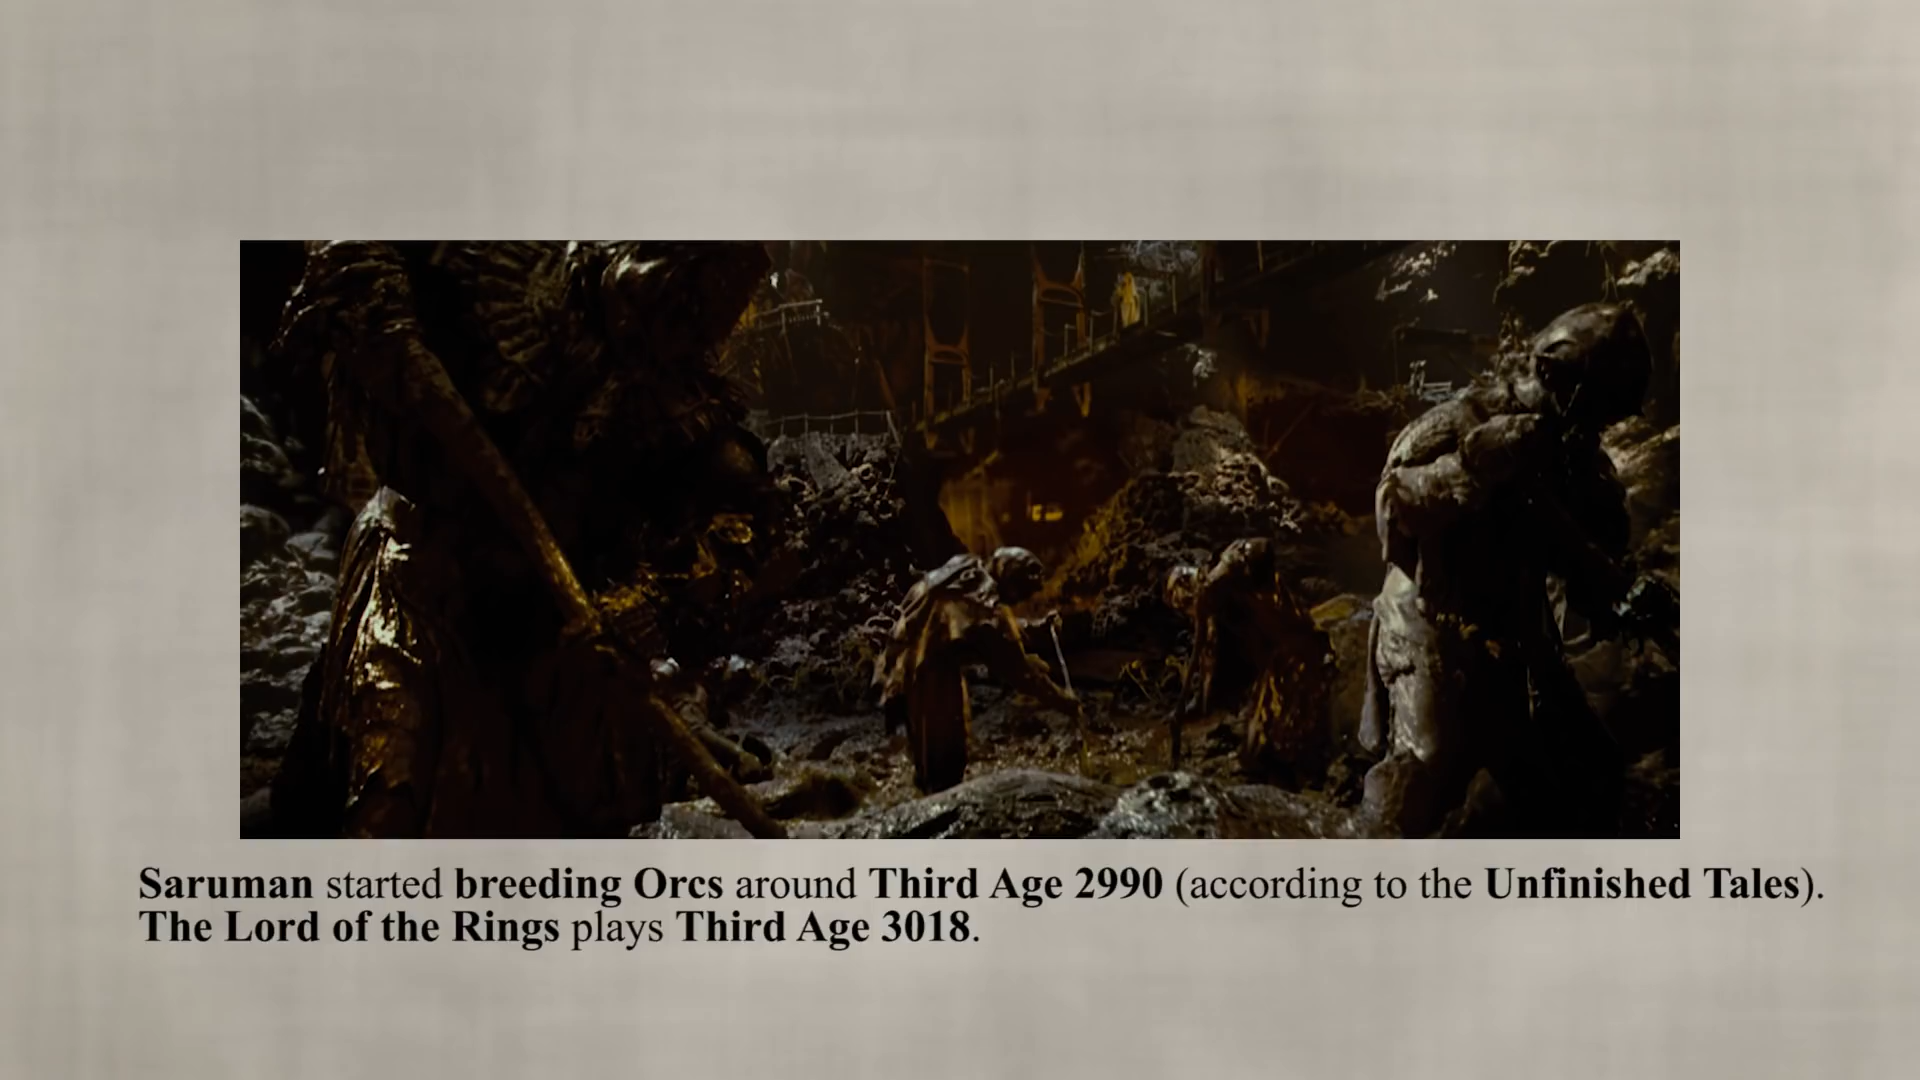 Saruman started breeding Orcs around Third Age 2990 (according to the Unfinished Tales).
The Lord of the Rings plays Third Age 3018.